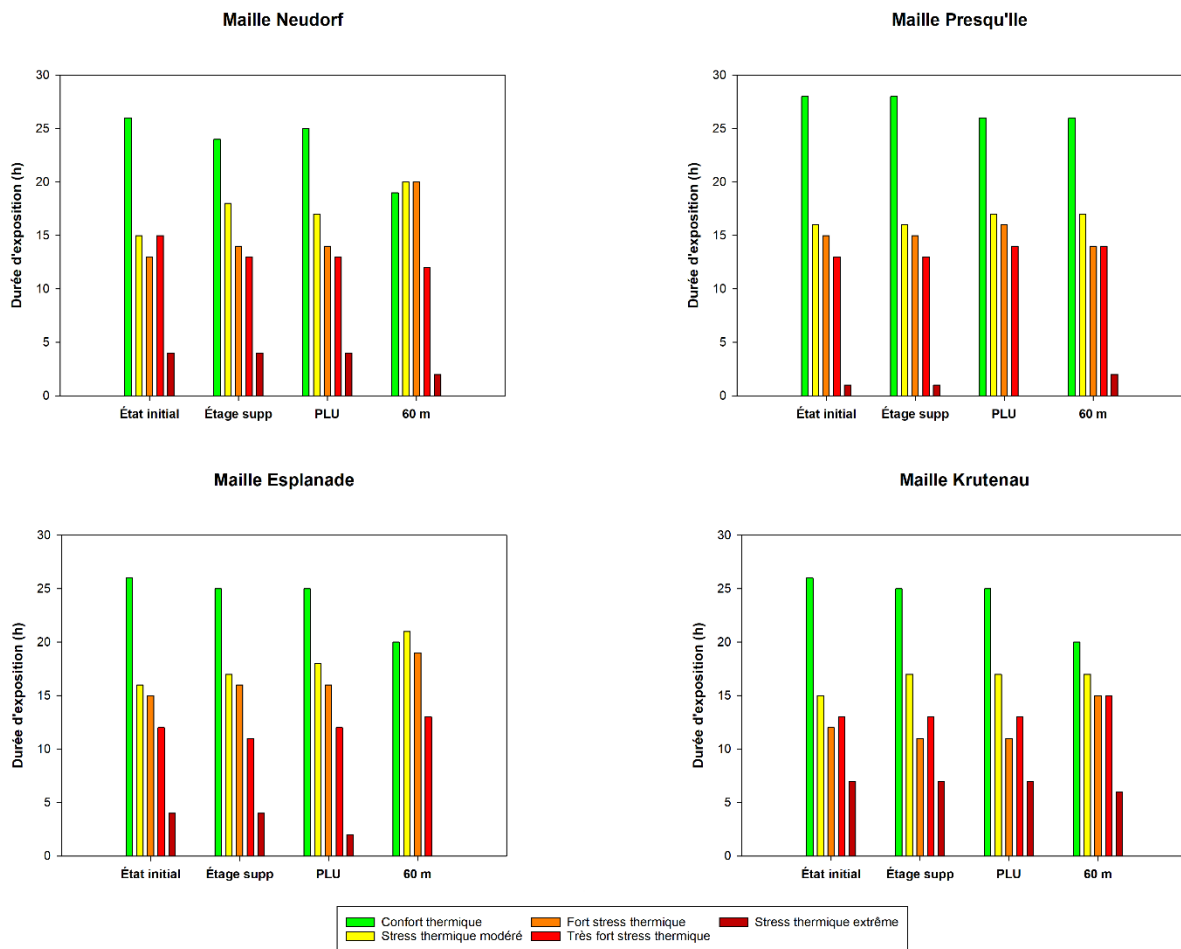 Maille Neudorf
Durée d'exposition (h)
30
25
20
15
10
5
0
État initial
Étage supp
PLU
60 m
Maille Presqu'Ile
Durée d'exposition (h)
30
25
20
15
10
5
0
État initial
Étage supp
PLU
60 m
Maille Esplanade
Durée d'exposition (h)
30
25
20
15
10
5
0
État initial
Étage supp
PLU
60 m
Maille Krutenau
Durée d'exposition (h)
30
25
20
15
10
5
0
État initial
Étage supp
PLU
60 m
Confort thermique
Stress thermique modéré
Fort stress thermique
Très fort stress thermique
Stress thermique extrême